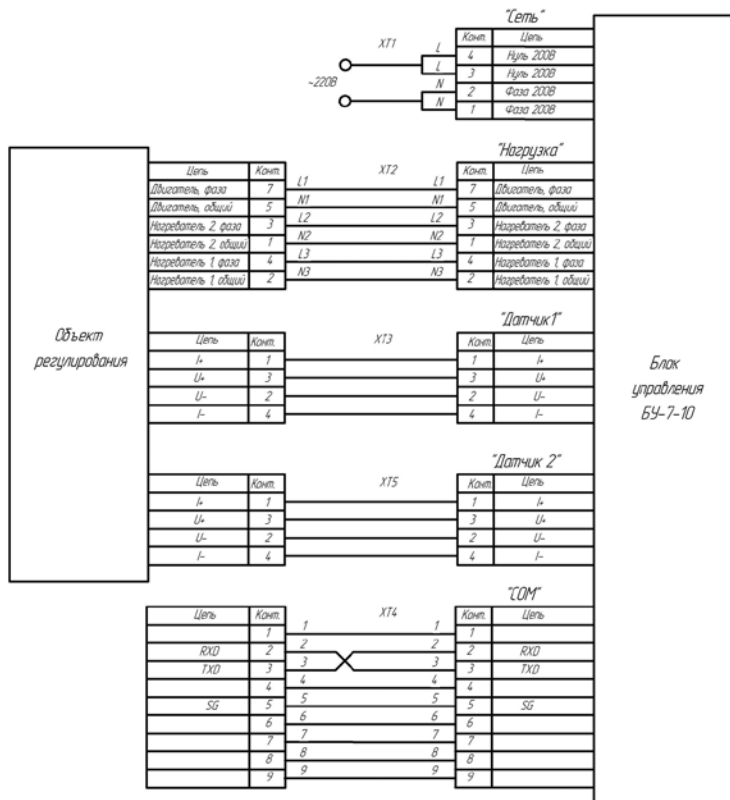 "Сеть"
XT1
Конт. Цепь
L 4 Нуль 200В
L 3 Нуль 200В
~220В
N 2 Фаза 200В
N 1 Фаза 200В
"Нагрузка"
Цепь Конт. XT2 Конт. Цепь
Двигатель, фаза 7 L1 L1 7 Двигатель, фаза
Двигатель, общий 5 N1 N1 5 Двигатель, общий
Нагреватель 2, фаза 3 L2 L2 3 Нагреватель 2, фаза
Нагреватель 2, общий 1 N2 N2 1 Нагреватель 2, общий
Нагреватель 1, фаза 4 L3 L3 4 Нагреватель 1, фаза
Нагреватель 1, общий 2 N3 N3 2 Нагреватель 1, общий
Объект
регулирования
"Датчик1"
Цепь Конт. XT3 Конт. Цепь
I+ 1 1 I+
U+ 3 3 U+
U- 2 2 U-
I- 4 4 I-
Блок
управления
БУ-7-10
"Датчик 2"
Цепь Конт. XT5 Конт. Цепь
I+ 1 1 I+
U+ 3 3 U+
U- 2 2 U-
I- 4 4 I-
"COM"
Цепь Конт. XT4 Конт. Цепь
1 1 1 1
RXD 2 2 2 2 RXD
TXD 3 3 3 3 TXD
4 4 4 4
SG 5 5 5 5 SG
6 6 6 6
7 7 7 7
8 8 8 8
9 9 9 9